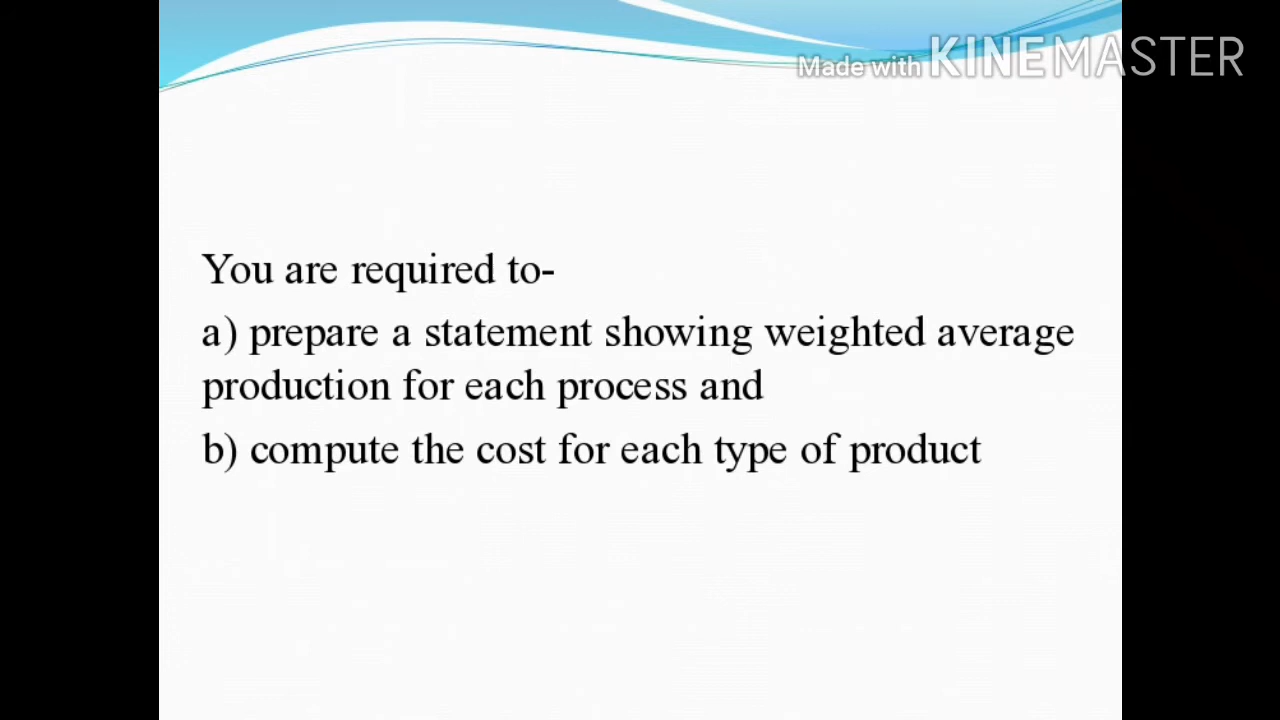 Made with KINEMASTER
You are required to-
a) prepare a statement showing weighted average
production for each process and
b) compute the cost for each type of product